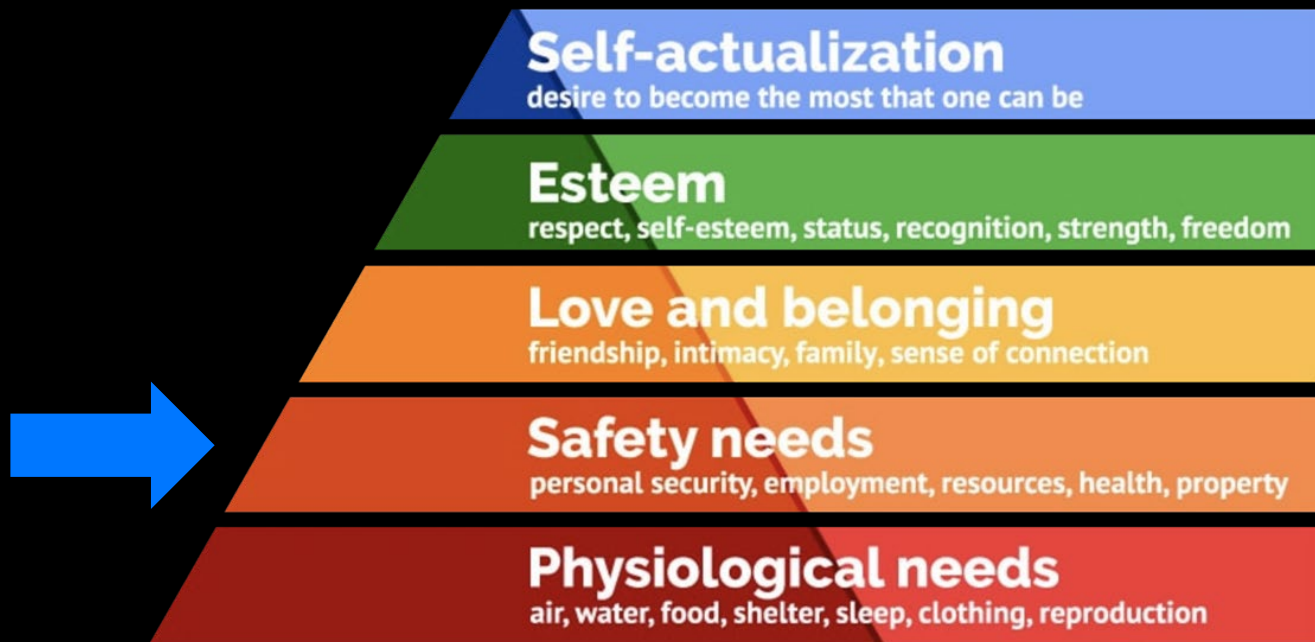 Self-actualization
desire to become the most that one can be
Esteem
respect, self-esteem, status, recognition, strength, freedom
Love and belonging
friendship, intimacy, family, sense of connection
Safety needs
personal security, employment, resources, health, property
Physiological needs
air, water, food, shelter, sleep, clothing, reproduction